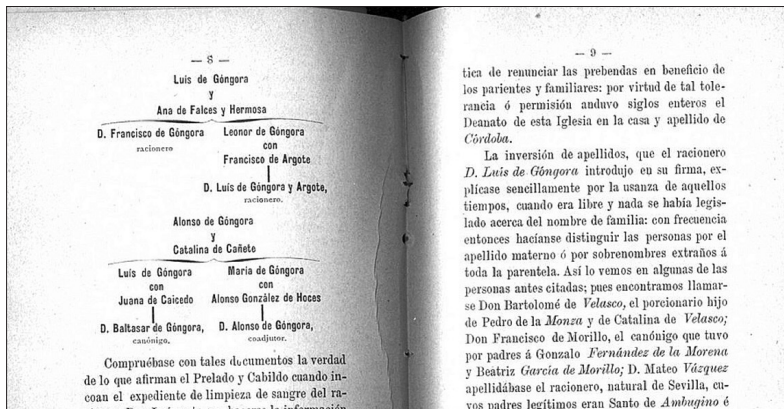 — 8 —
Luis de Góngora
y
Ana de Falces y Hermosa
D. Francisco de Góngora Leonor de Góngora
racionero con
Francisco de Argote
D. Luís de Góngora y Argote,
racionero.
Alonso de Góngora
y
Catalina de Cañete
Luís de Góngora María de Góngora
con con
Juana de Caicedo Alonso González de Hoces
D. Baltasar de Góngora, D. Alonso de Góngora,
canónigo. coadjutor.
Compruébase con tales documentos la verdad
de lo que afirman el Prelado y Cabildo cuando in-
coan el expediente de limpieza de sangre del ra-
— 9 —
tica de renunciar las prebendas en beneficio de
los parientes y familiares: por virtud de tal tole-
rancia ó permisión anduvo siglos enteros el
Deanato de esta Iglesia en la casa y apellido de
Córdoba.
La inversión de apellidos, que el racionero
D. Luis de Góngora introdujo en su firma, ex-
plícase sencillamente por la usanza de aquellos
tiempos, cuando era libre y nada se había legis-
lado acerca del nombre de familia: con frecuencia
entonces hacíanse distinguir las personas por el
apellido materno ó por sobrenombres extraños á
toda la parentela. Así lo vemos en algunas de las
personas antes citadas; pues encontramos llamar-
se Don Bartolomé de Velasco, el porcionario hijo
de Pedro de la Monza y de Catalina de Velasco;
Don Francisco de Morillo, el canónigo que tuvo
por padres á Gonzalo Fernández de la Morena
y Beatriz García de Morillo; D. Mateo Vázquez
apellidábase el racionero, natural de Sevilla, cu-
yos padres legítimos eran Santo de Ambugino é